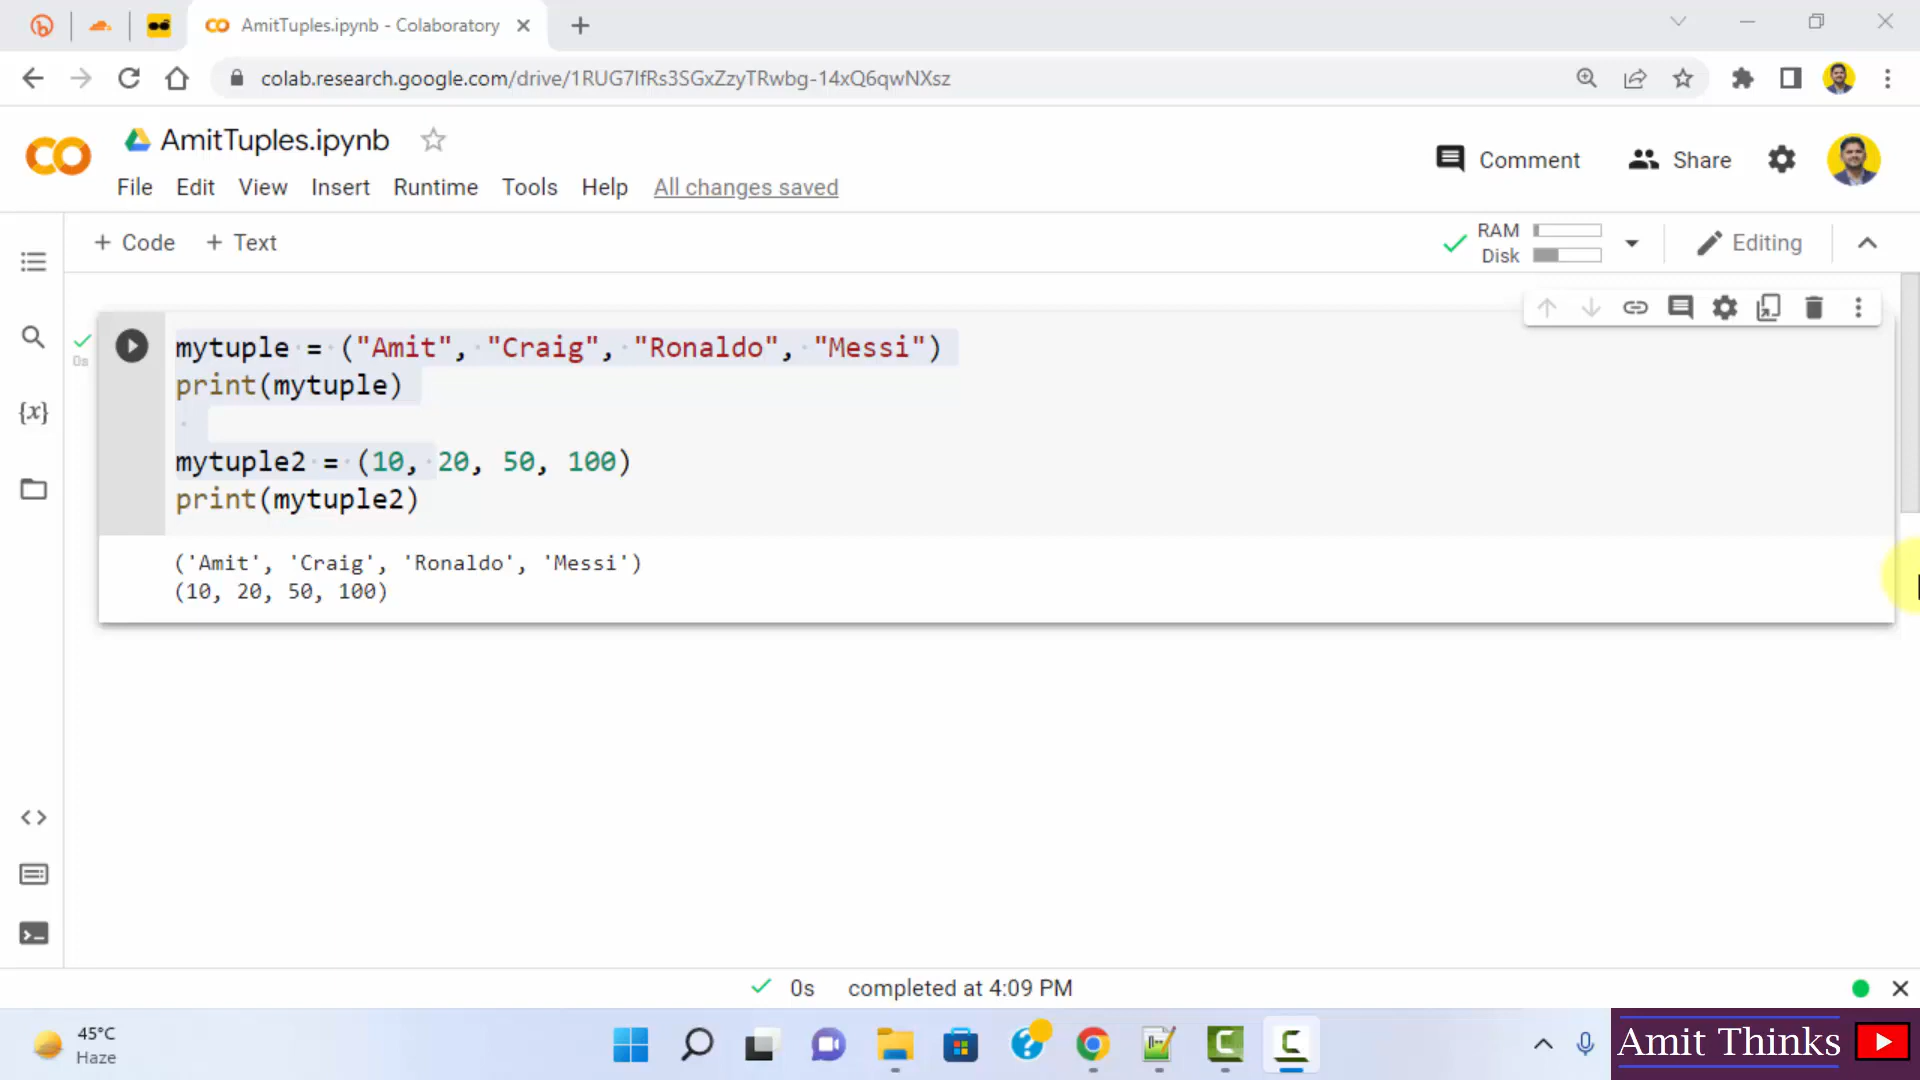 AmitTuples.ipynb - Colaboratory
colab.research.google.com/drive/1RUG7IfRs3SGxZzyTRwbg-14xQ6qwNXsz
AmitTuples.ipynb
Comment Share
File Edit View Insert Runtime Tools Help All changes saved
+ Code + Text
RAM
Disk
Editing
0s
mytuple = ("Amit", "Craig", "Ronaldo", "Messi")
print(mytuple)
mytuple2 = (10, 20, 50, 100)
print(mytuple2)
('Amit', 'Craig', 'Ronaldo', 'Messi')
(10, 20, 50, 100)
0s completed at 4:09 PM
45°C
Haze
Amit Thinks